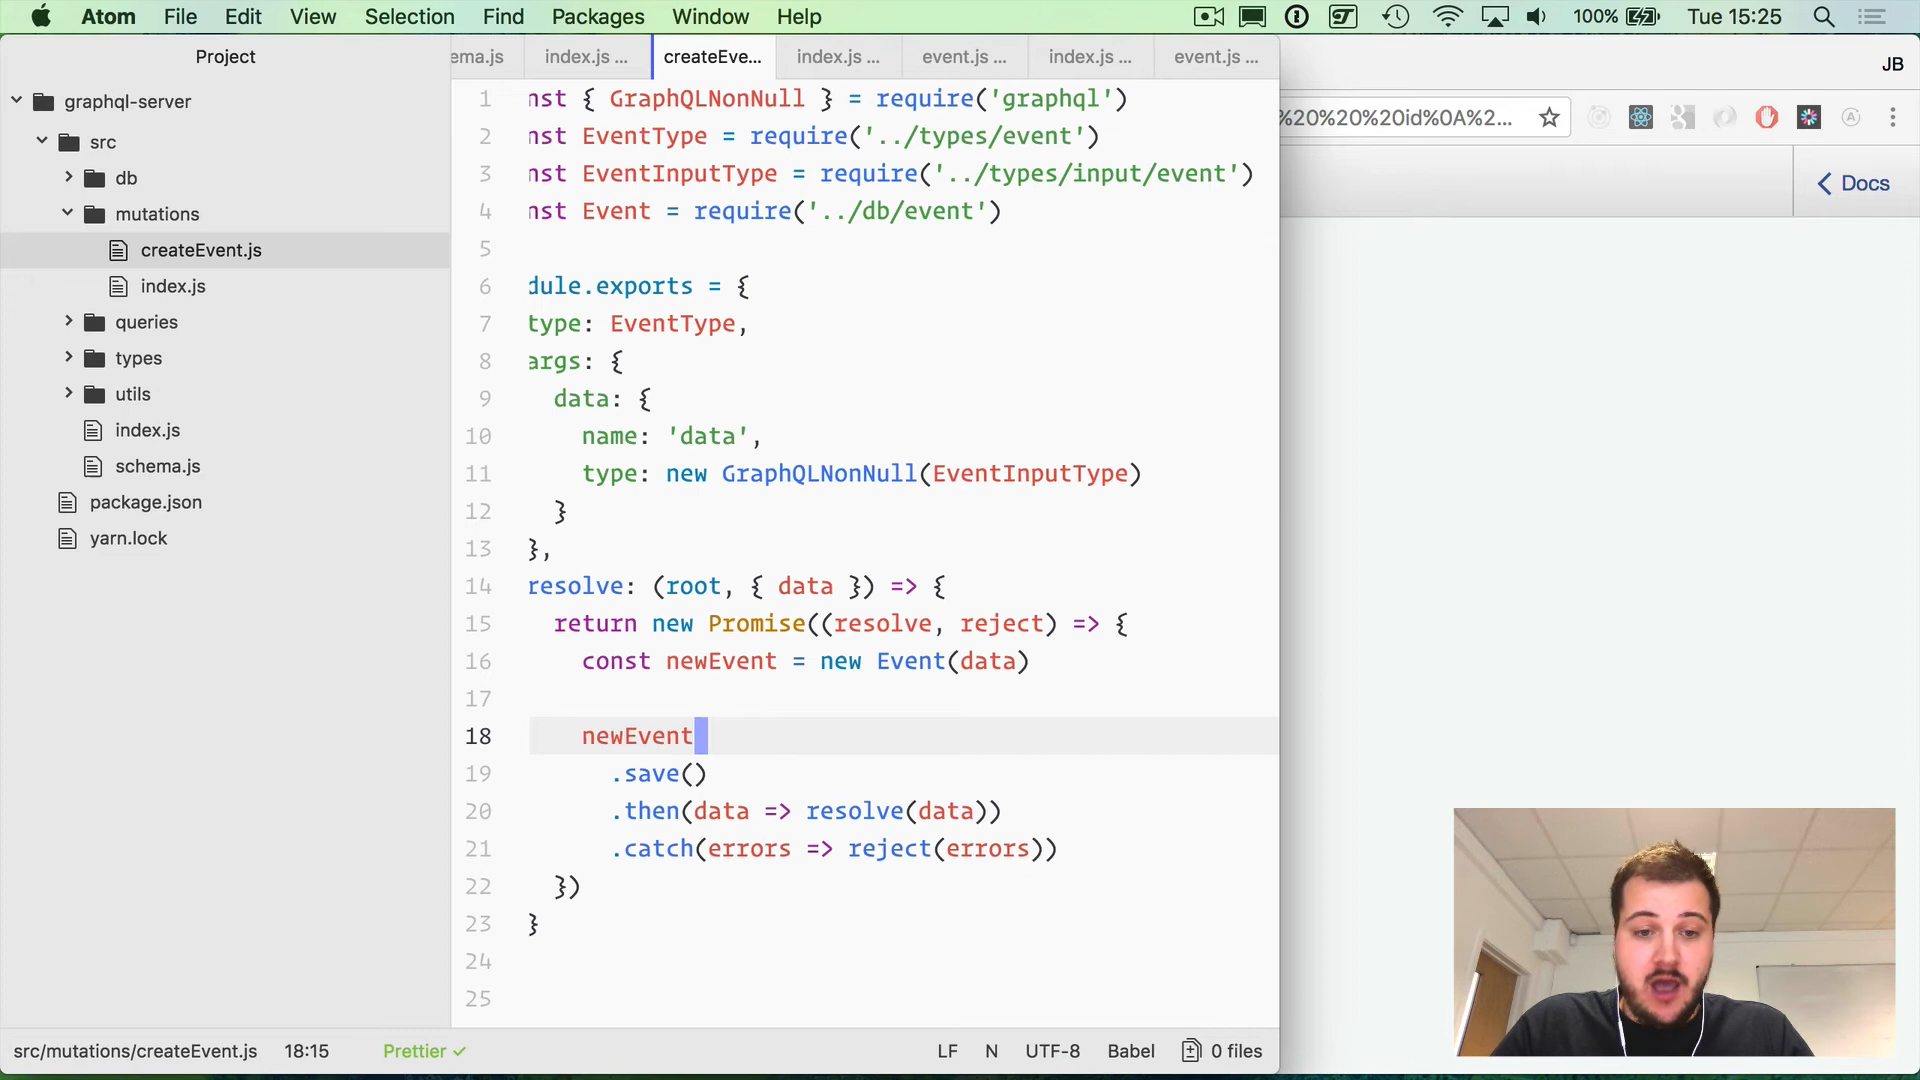 Atom File Edit View Selection Find Packages Window Help 100% Tue 15:25
Project
ema.js index.js ... createEve... index.js ... event.js ... index.js ... event.js ...
JB
graphql-server
src
db
mutations
createEvent.js
index.js
queries
types
utils
index.js
schema.js
package.json
yarn.lock
1 nst { GraphQLNonNull } = require('graphql')
2 nst EventType = require('../types/event')
3 nst EventInputType = require('../types/input/event')
4 nst Event = require('../db/event')
5
6 dule.exports = {
7 type: EventType,
8 args: {
9 data: {
10 name: 'data',
11 type: new GraphQLNonNull(EventInputType)
12 }
13 },
14 resolve: (root, { data }) => {
15 return new Promise((resolve, reject) => {
16 const newEvent = new Event(data)
17
18 newEvent
19 .save()
20 .then(data => resolve(data))
21 .catch(errors => reject(errors))
22 })
23 }
24
25
%20%20%20id%0A%2...
Docs
src/mutations/createEvent.js 18:15 Prettier ✓ LF N UTF-8 Babel 0 files